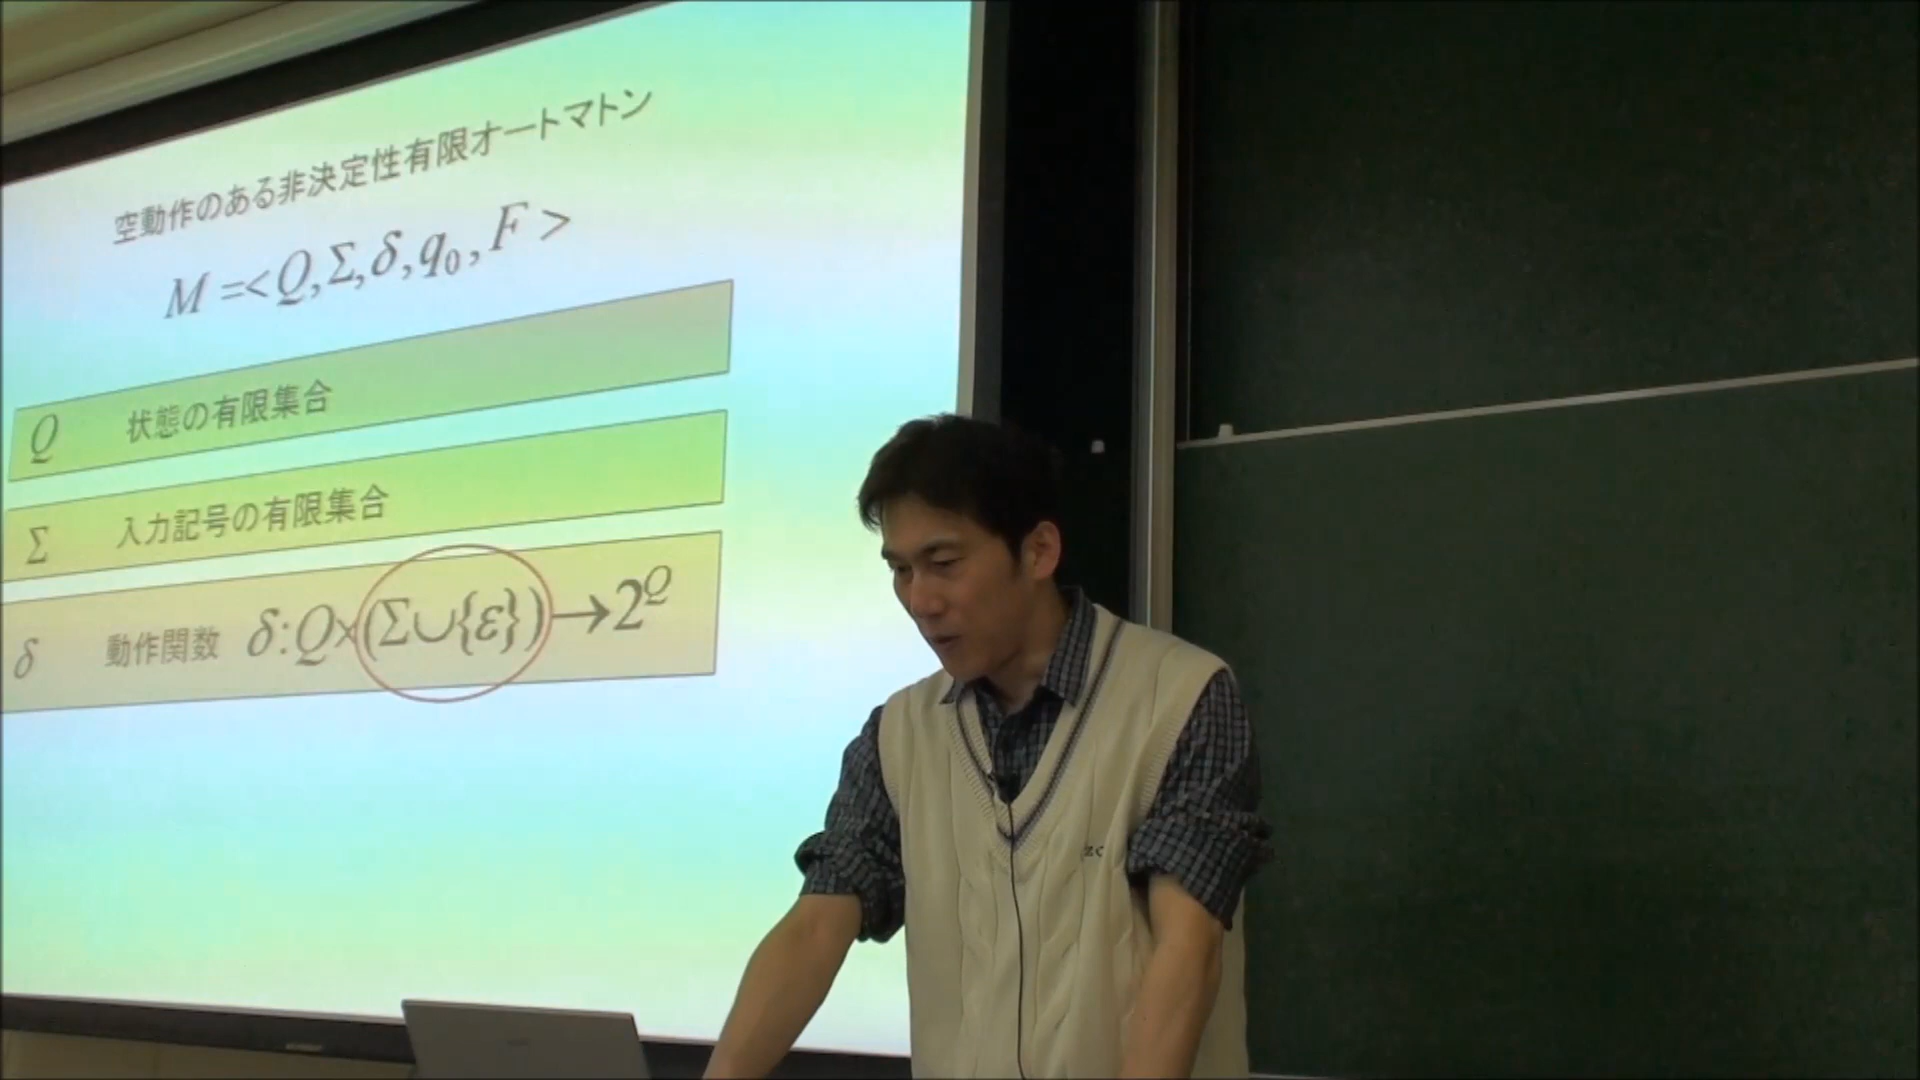 空動作のある非決定性有限オートマトン
M =<Q,Σ,δ,q₀,F>
Q 状態の有限集合
Σ 入力記号の有限集合
δ 動作関数 δ:Q×(Σ∪{ε})→2^Q